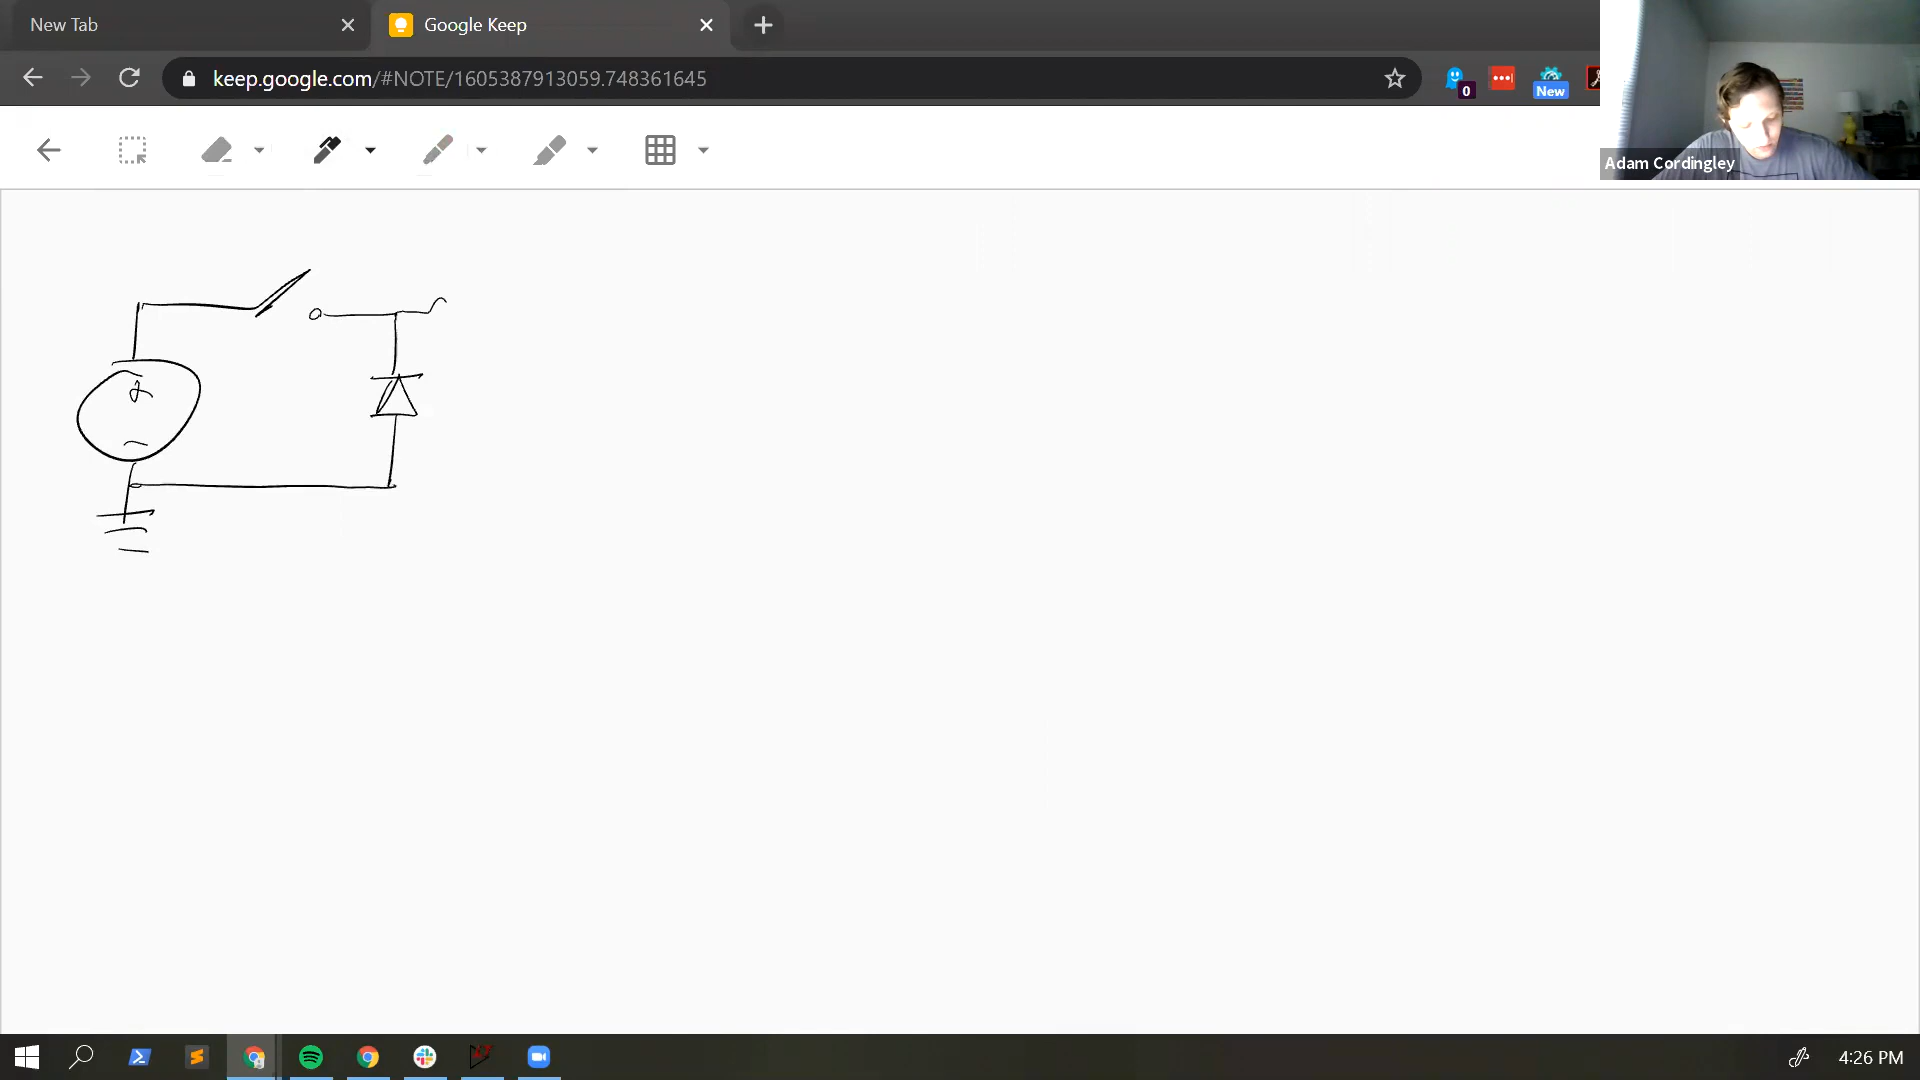 New Tab
Google Keep
keep.google.com/#NOTE/1605387913059.748361645
0
New
Adam Cordingley
4:26 PM